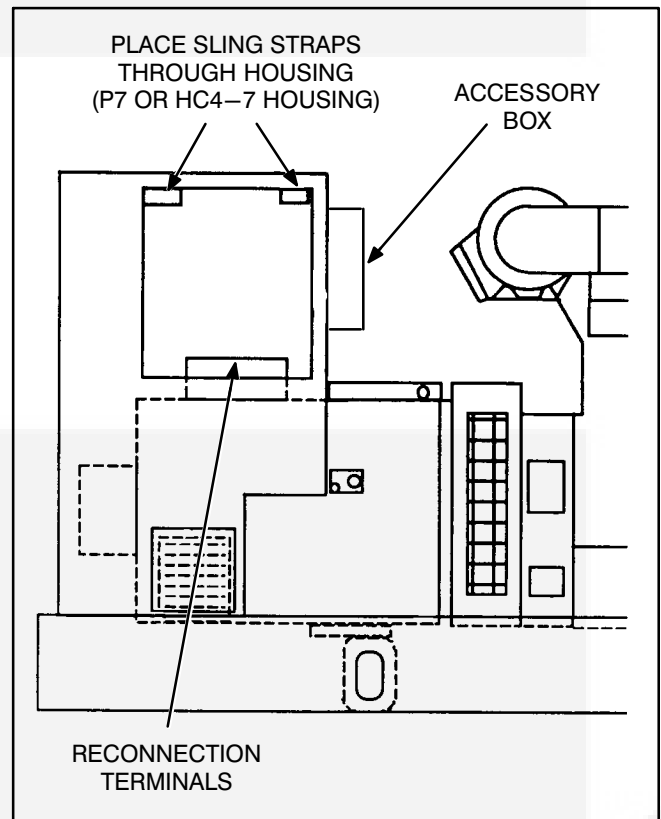 PLACE SLING STRAPS
THROUGH HOUSING
(P7 OR HC4–7 HOUSING)
ACCESSORY
BOX
RECONNECTION
TERMINALS